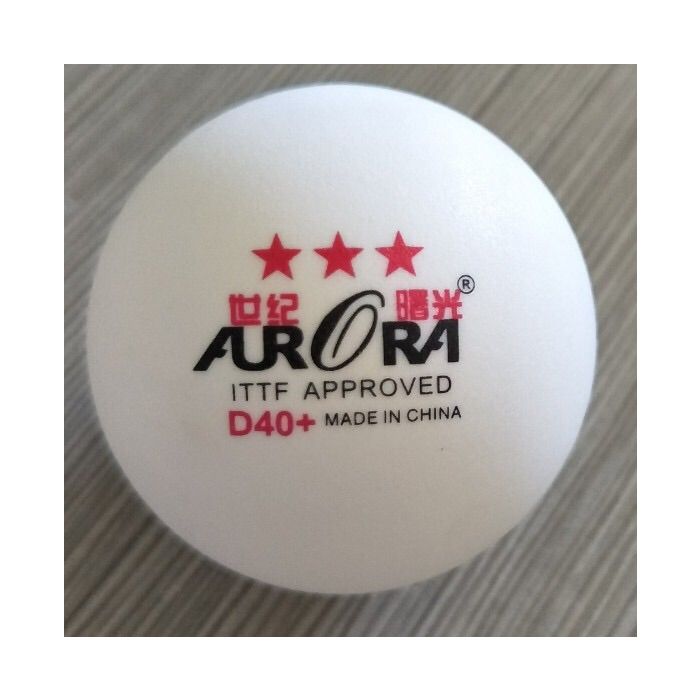 ★★★
世纪 曙光®
AURORA
ITTF APPROVED
D40+ MADE IN CHINA